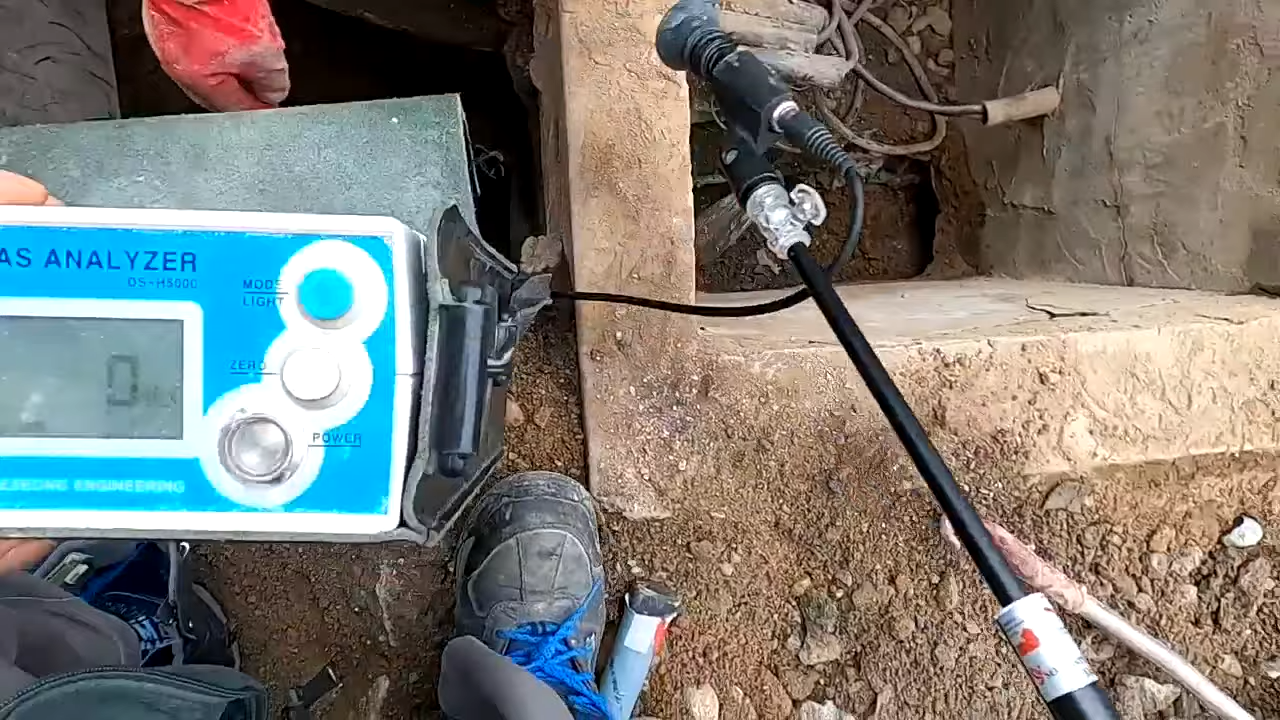 AS ANALYZER
DS-H5000
MODE
LIGHT
ZERO
0
POWER
ENGINEERING